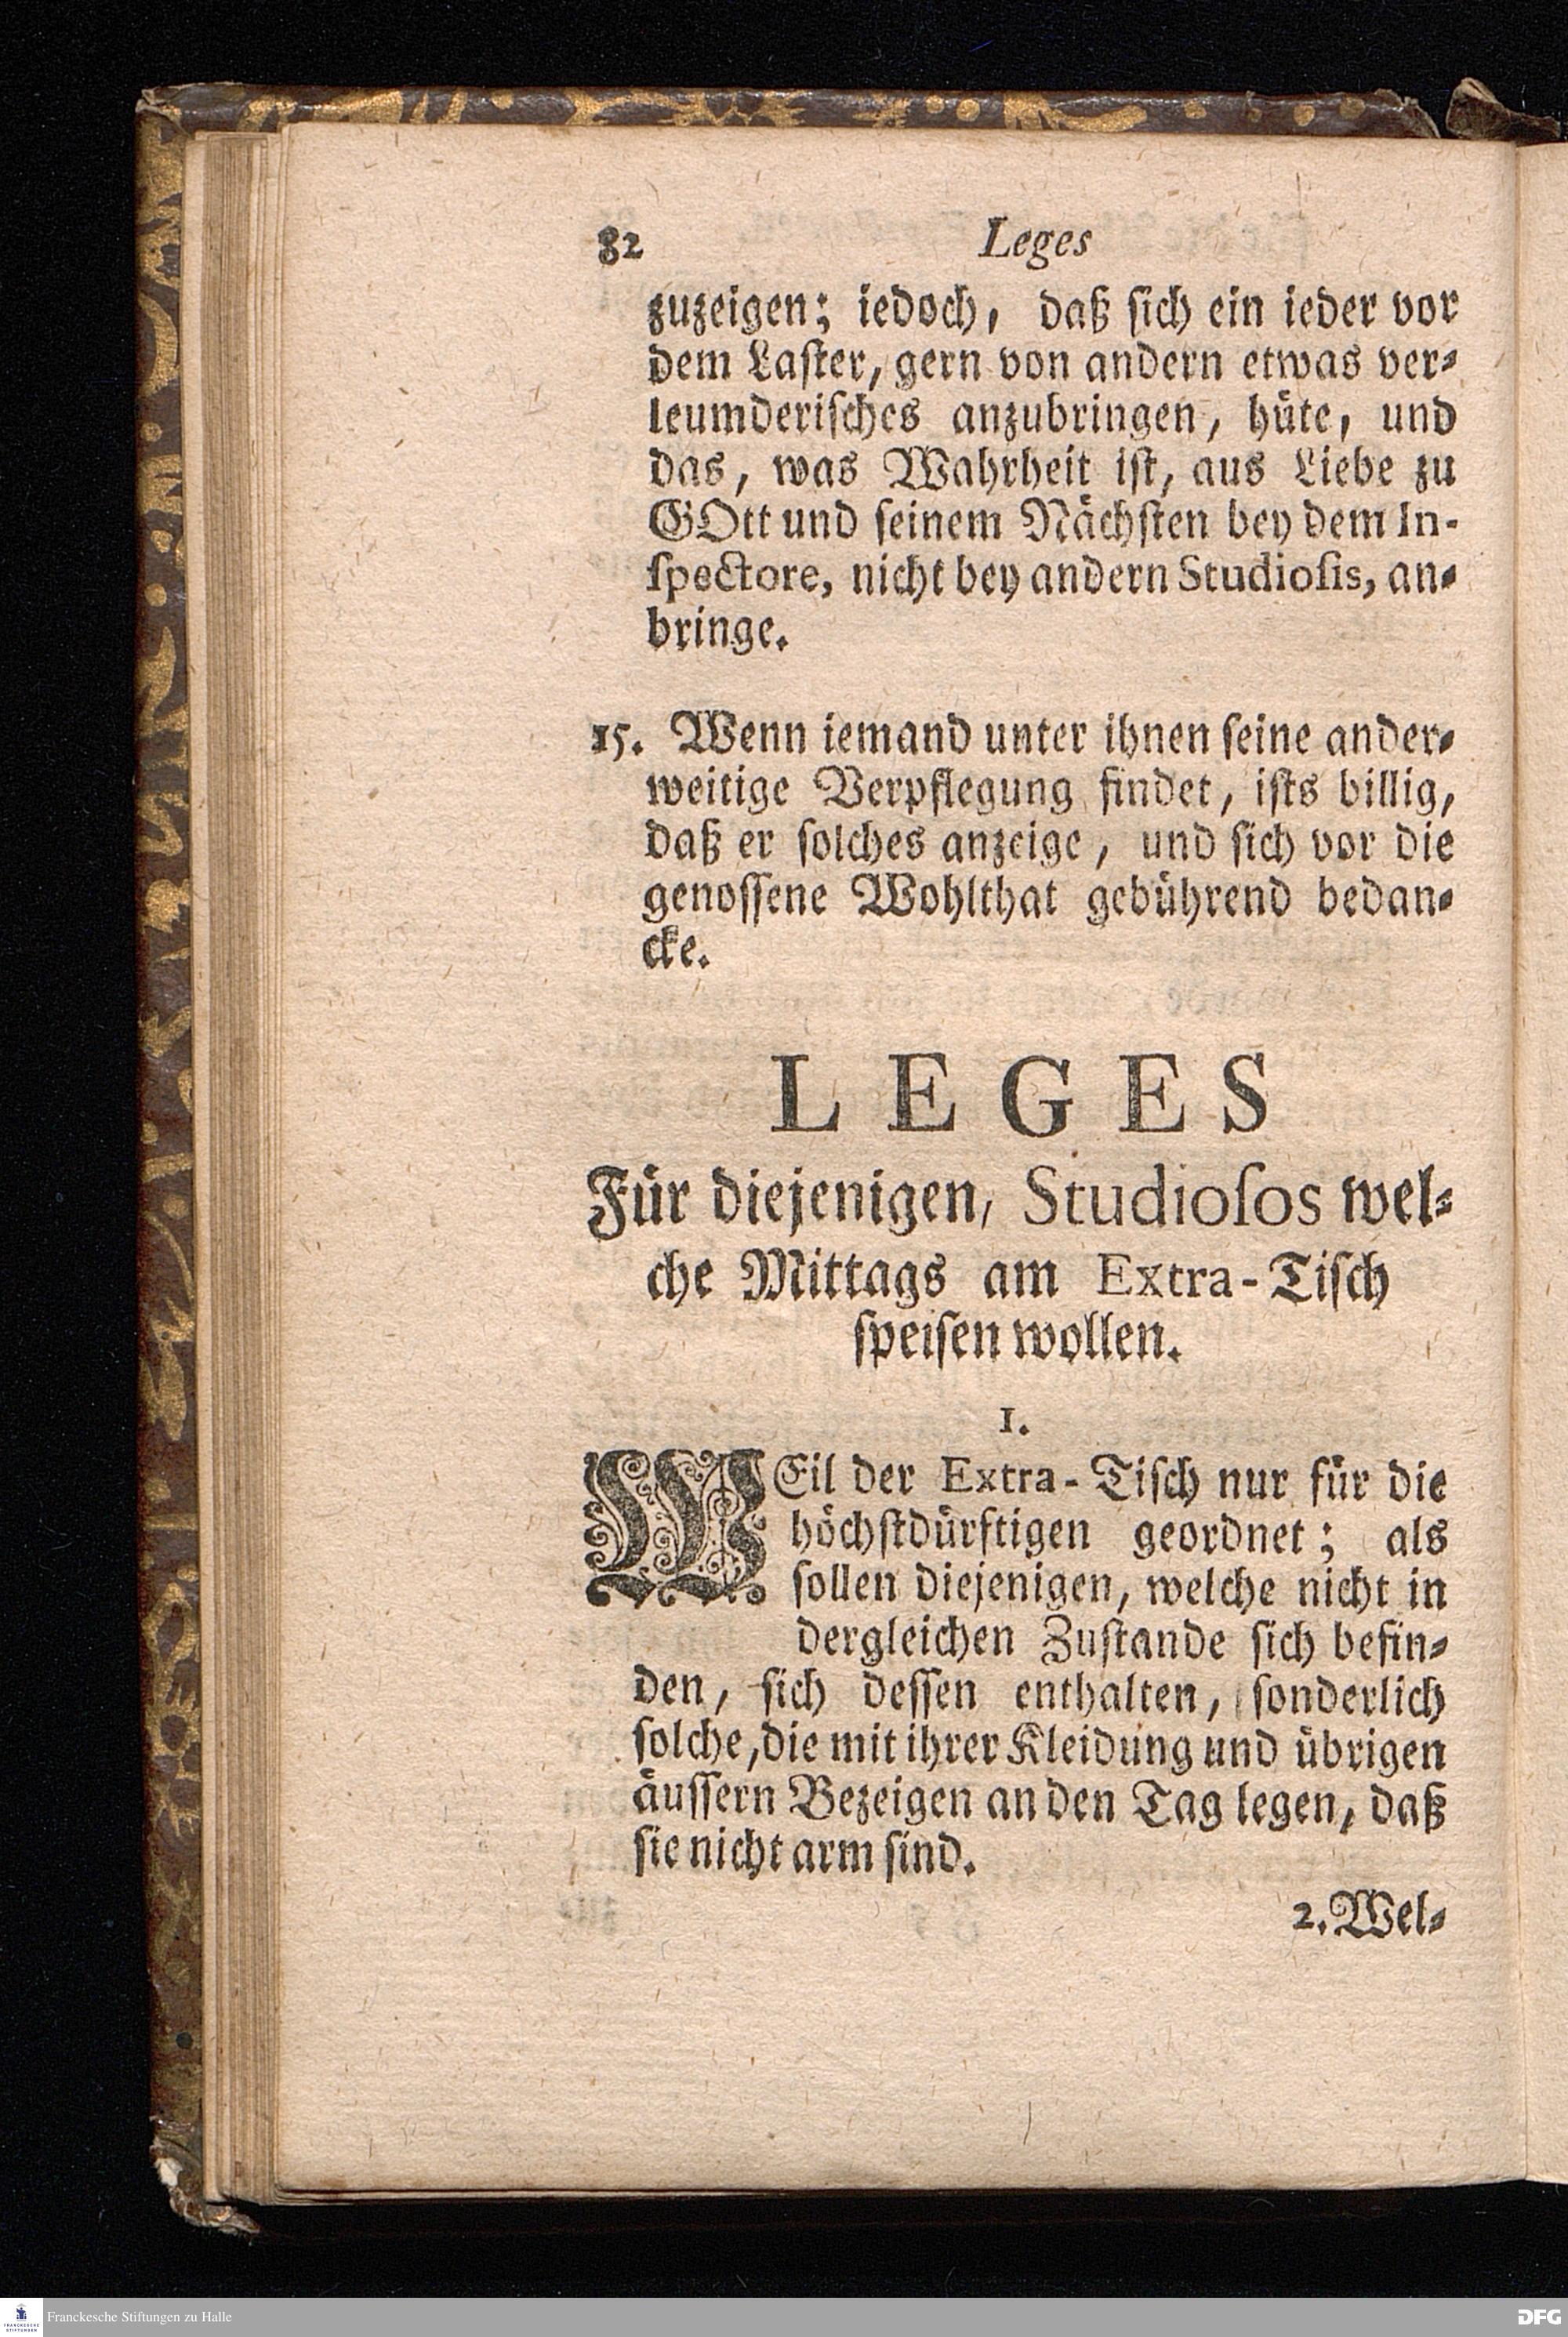 82 Leges
zuzeigen; iedoch, daß ſich ein ieder vor
dem Laſter, gern von andern etwas ver⸗
leumderiſches anzubringen, hüte, und
das, was Wahrheit iſt, aus Liebe zu
GOtt und ſeinem Nächſten bey dem In-
ſpectore, nicht bey andern Studioſis, an⸗
bringe.
15. Wenn iemand unter ihnen ſeine ander⸗
weitige Verpflegung findet, iſts billig,
daß er ſolches anzeige, und ſich vor die
genoſſene Wohlthat gebührend bedan⸗
cke.
LEGES
Für diejenigen, Studioſos wel⸗
che Mittags am Extra-Tiſch
ſpeiſen wollen.
1.
WEil der Extra-Tiſch nur für die
höchſtdürftigen geordnet; als
ſollen diejenigen, welche nicht in
dergleichen Zuſtande ſich befin⸗
den, ſich deſſen enthalten, ſonderlich
ſolche, die mit ihrer Kleidung und übrigen
äuſſern Bezeigen an den Tag legen, daß
ſie nicht arm ſind.
2. Wel⸗
FRANCKESCHE STIFTUNGEN
Franckesche Stiftungen zu Halle
DFG